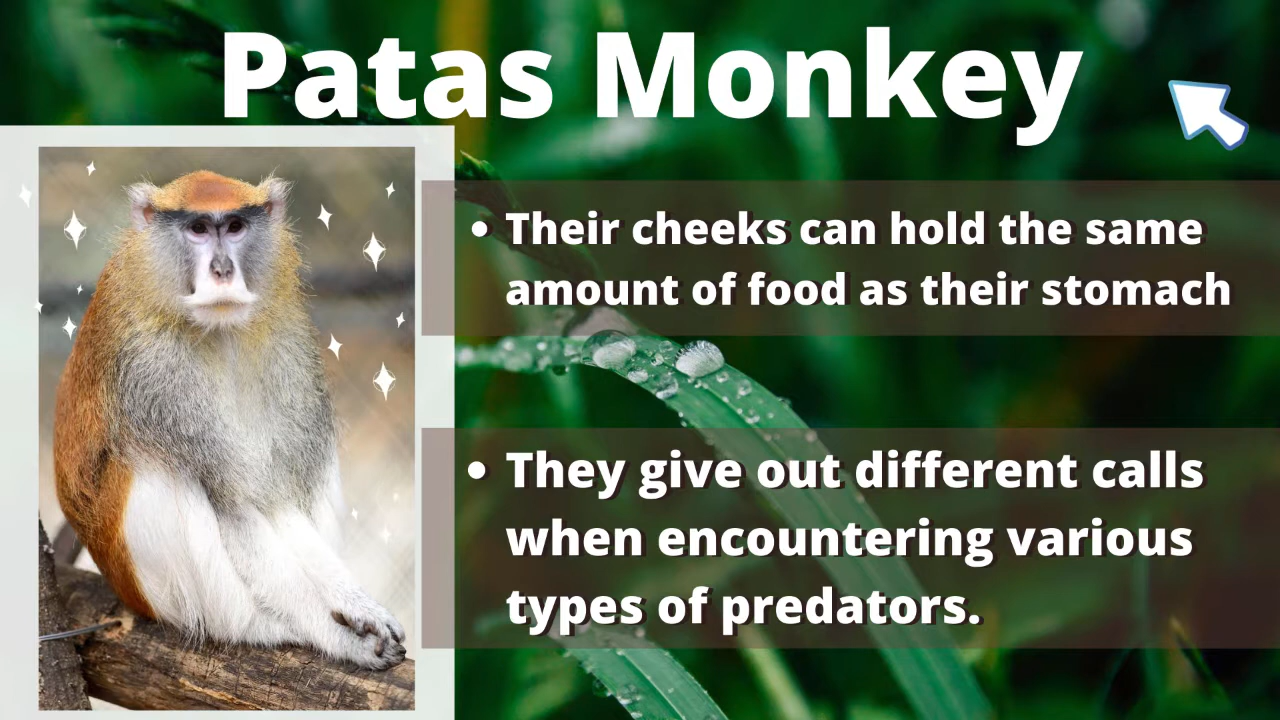 Patas Monkey
• Their cheeks can hold the same
amount of food as their stomach
• They give out different calls
when encountering various
types of predators.